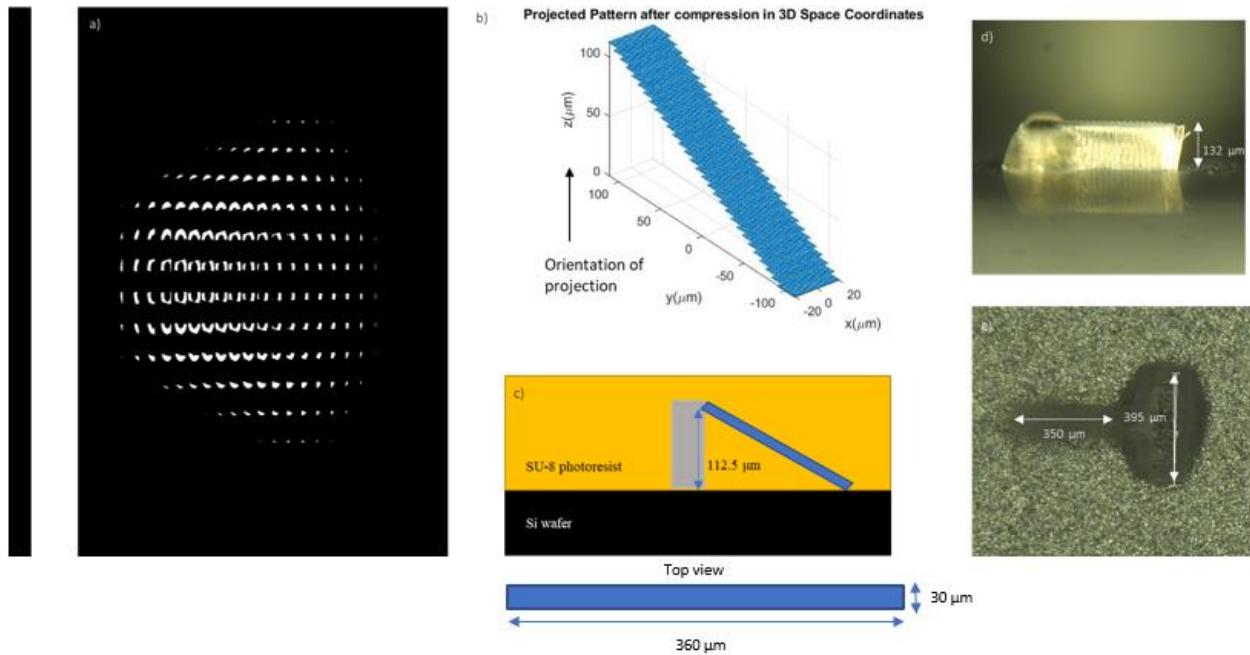 a)
b)
Projected Pattern after compression in 3D Space Coordinates
100
50
0
z(μm)
100
50
0
-50
-100
y(μm)
-20
0
20
x(μm)
Orientation of
projection
c)
SU-8 photoresist
112.5 μm
Si wafer
Top view
30 μm
360 μm
d)
132 μm
e)
395 μm
350 μm